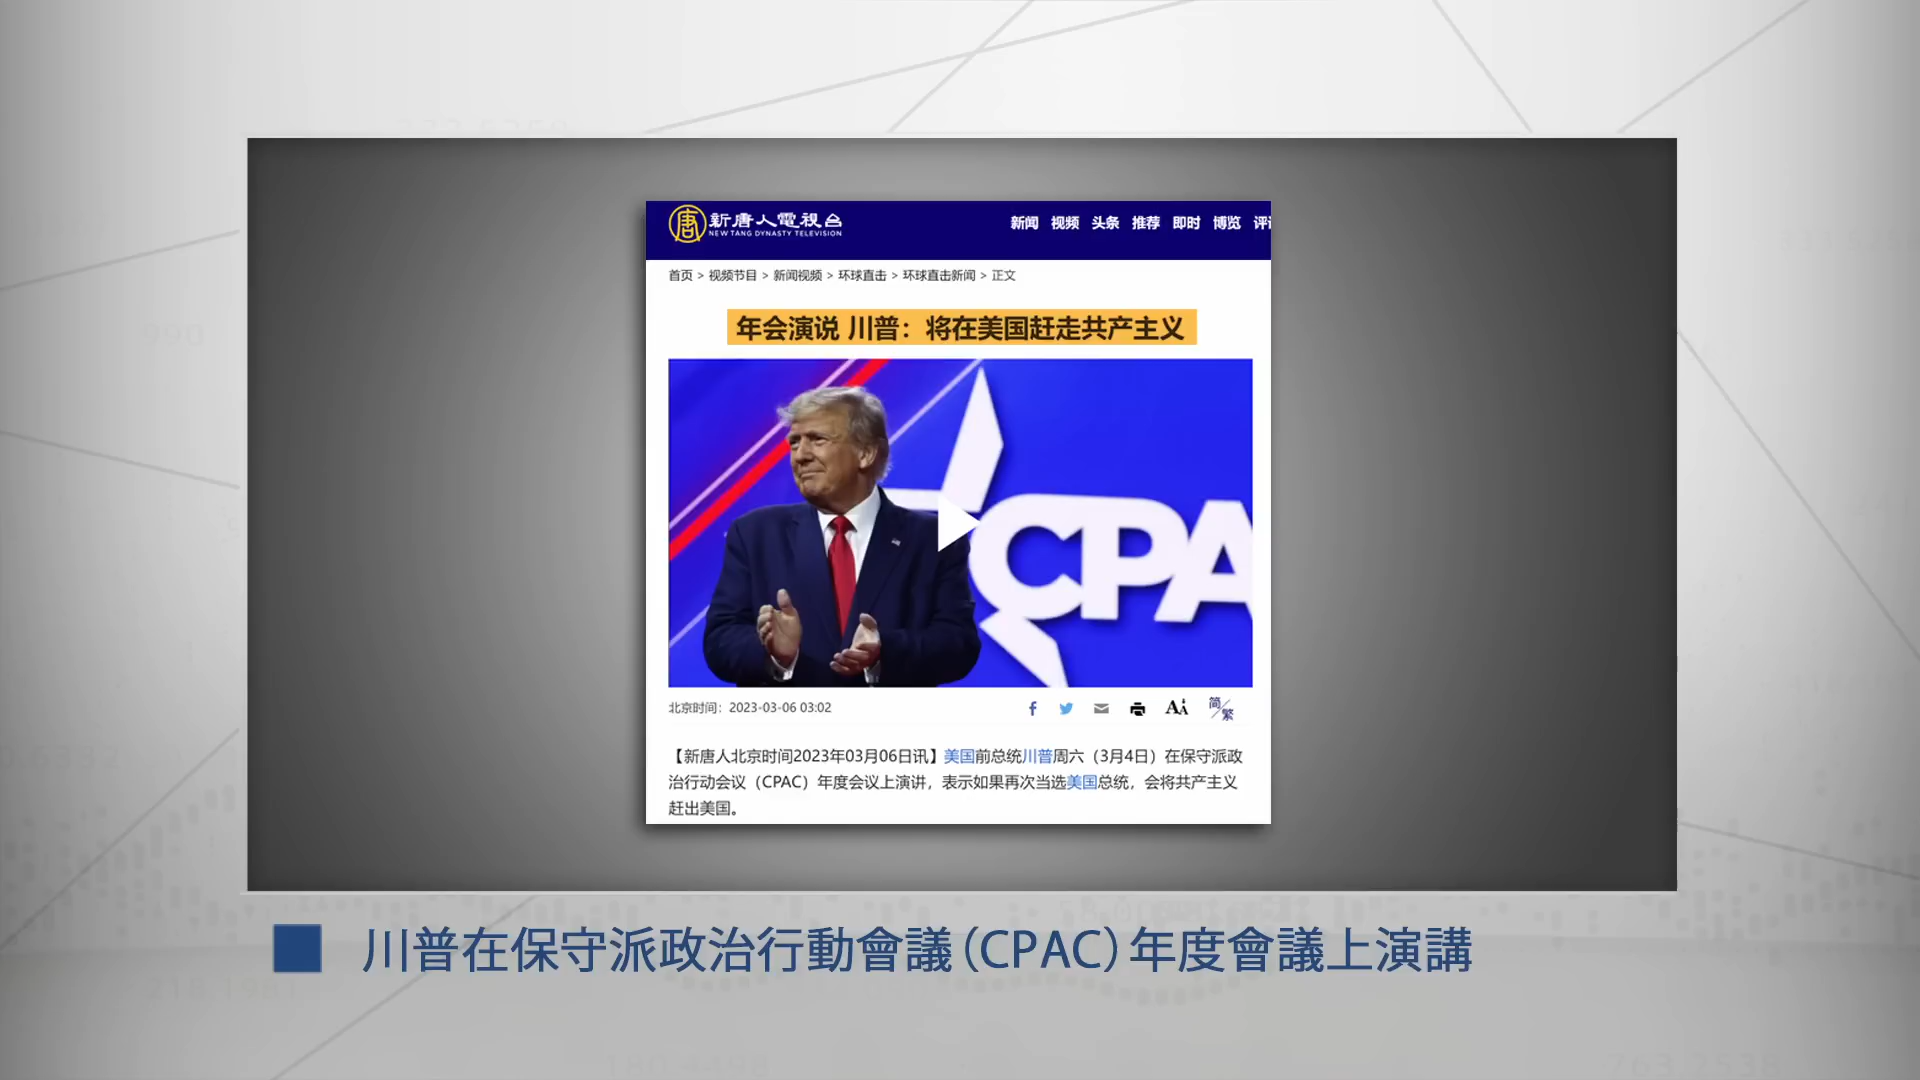 新唐人電視台
NEW TANG DYNASTY TELEVISION
新闻 视频 头条 推荐 即时 博览
首页 > 视频节目 > 新闻视频 > 环球直击 > 环球直击新闻 > 正文
年会演说 川普：将在美国赶走共产主义
CPA
北京时间：2023-03-06 03:02
简繁
【新唐人北京时间2023年03月06日讯】美国前总统川普周六（3月4日）在保守派政
治行动会议（CPAC）年度会议上演讲，表示如果再次当选美国总统，会将共产主义
赶出美国。
川普在保守派政治行動會議（CPAC）年度會議上演講